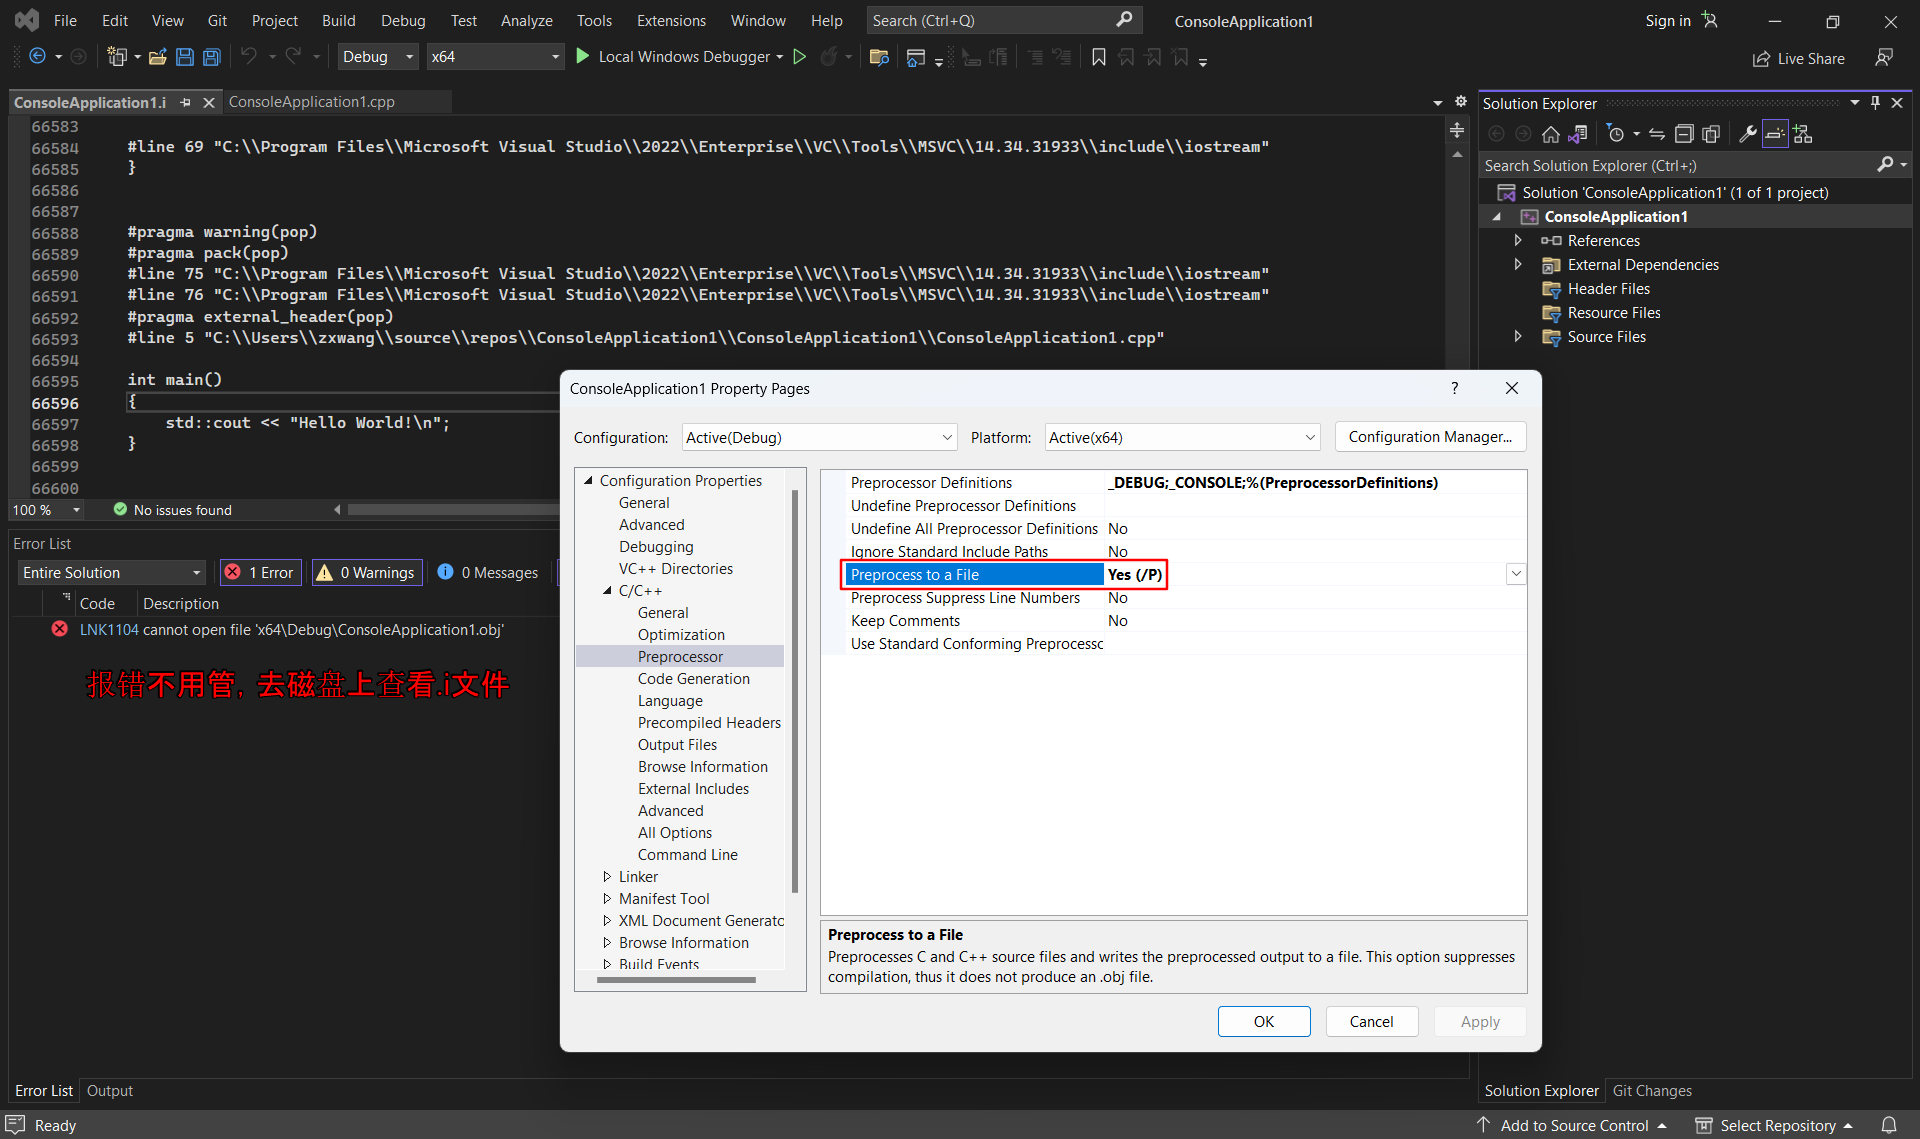 File Edit View Git Project Build Debug Test Analyze Tools Extensions Window Help Search (Ctrl+Q) ConsoleApplication1 Sign in
Debug x64 Local Windows Debugger Live Share
ConsoleApplication1.i ConsoleApplication1.cpp
66583
66584 #line 69 "C:\\Program Files\\Microsoft Visual Studio\\2022\\Enterprise\\VC\\Tools\\MSVC\\14.34.31933\\include\\iostream"
66585 }
66586
66587
66588 #pragma warning(pop)
66589 #pragma pack(pop)
66590 #line 75 "C:\\Program Files\\Microsoft Visual Studio\\2022\\Enterprise\\VC\\Tools\\MSVC\\14.34.31933\\include\\iostream"
66591 #line 76 "C:\\Program Files\\Microsoft Visual Studio\\2022\\Enterprise\\VC\\Tools\\MSVC\\14.34.31933\\include\\iostream"
66592 #pragma external_header(pop)
66593 #line 5 "C:\\Users\\zxwang\\source\\repos\\ConsoleApplication1\\ConsoleApplication1\\ConsoleApplication1.cpp"
66594
66595 int main()
66596 {
66597 std::cout << "Hello World!\n";
66598 }
66599
66600
100 % No issues found
Error List
Entire Solution 1 Error 0 Warnings 0 Messages
Code Description
LNK1104 cannot open file 'x64\Debug\ConsoleApplication1.obj'
报错不用管, 去磁盘上查看.i文件
Error List Output
Solution Explorer
Search Solution Explorer (Ctrl+;)
Solution 'ConsoleApplication1' (1 of 1 project)
ConsoleApplication1
References
External Dependencies
Header Files
Resource Files
Source Files
Solution Explorer Git Changes
ConsoleApplication1 Property Pages ?
Configuration: Active(Debug) Platform: Active(x64) Configuration Manager...
Configuration Properties
General
Advanced
Debugging
VC++ Directories
C/C++
General
Optimization
Preprocessor
Code Generation
Language
Precompiled Headers
Output Files
Browse Information
External Includes
Advanced
All Options
Command Line
Linker
Manifest Tool
XML Document Generatc
Browse Information
Build Events
Preprocessor Definitions _DEBUG;_CONSOLE;%(PreprocessorDefinitions)
Undefine Preprocessor Definitions
Undefine All Preprocessor Definitions No
Ignore Standard Include Paths No
Preprocess to a File Yes (/P)
Preprocess Suppress Line Numbers No
Keep Comments No
Use Standard Conforming Preprocessc
Preprocess to a File
Preprocesses C and C++ source files and writes the preprocessed output to a file. This option suppresses
compilation, thus it does not produce an .obj file.
OK Cancel Apply
Ready Add to Source Control Select Repository